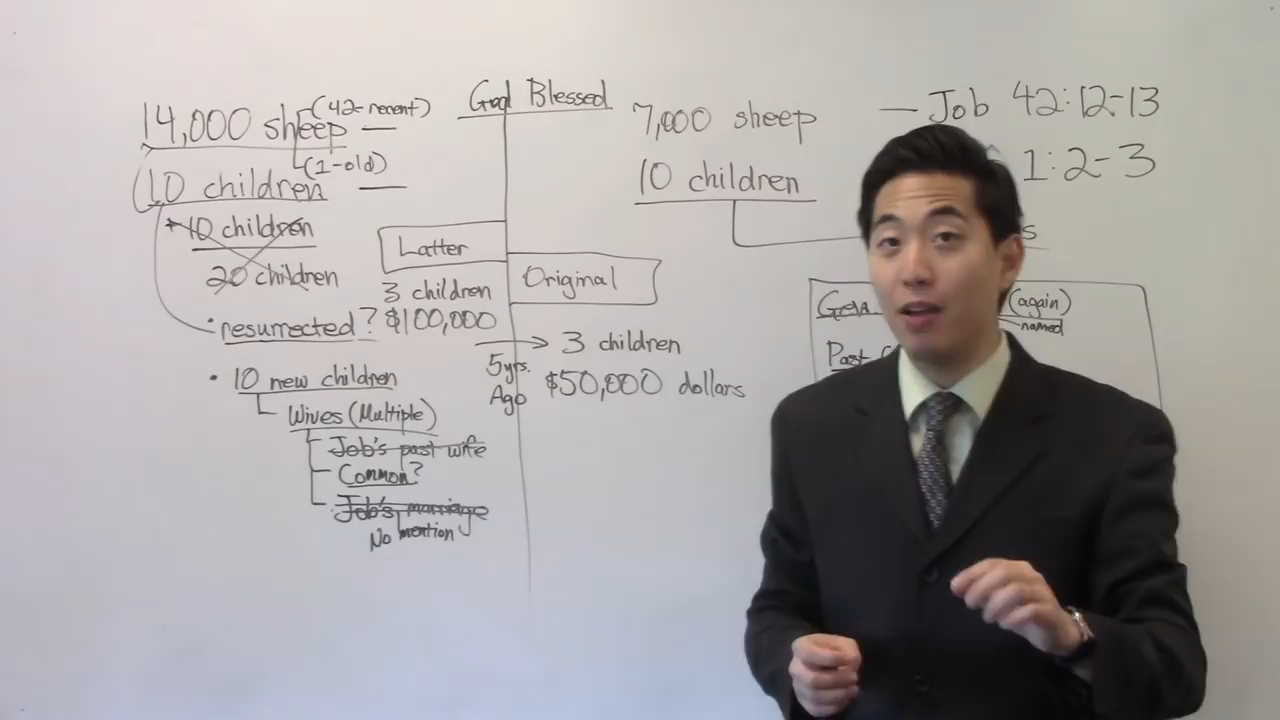 God Blessed
14,000 sheep
(42-recent)
(1-old)
(10 children
10 children
20 children
resurrected?
10 new children
Wives (Multiple)
Job's past wife
Common?
Job's marriage
No mention
Latter
3 children
$100,000
5yrs.
Ago
Original
3 children
$50,000 dollars
7,000 sheep
10 children
— Job 42:12-13
1:2-3
s
(again)
named
Past